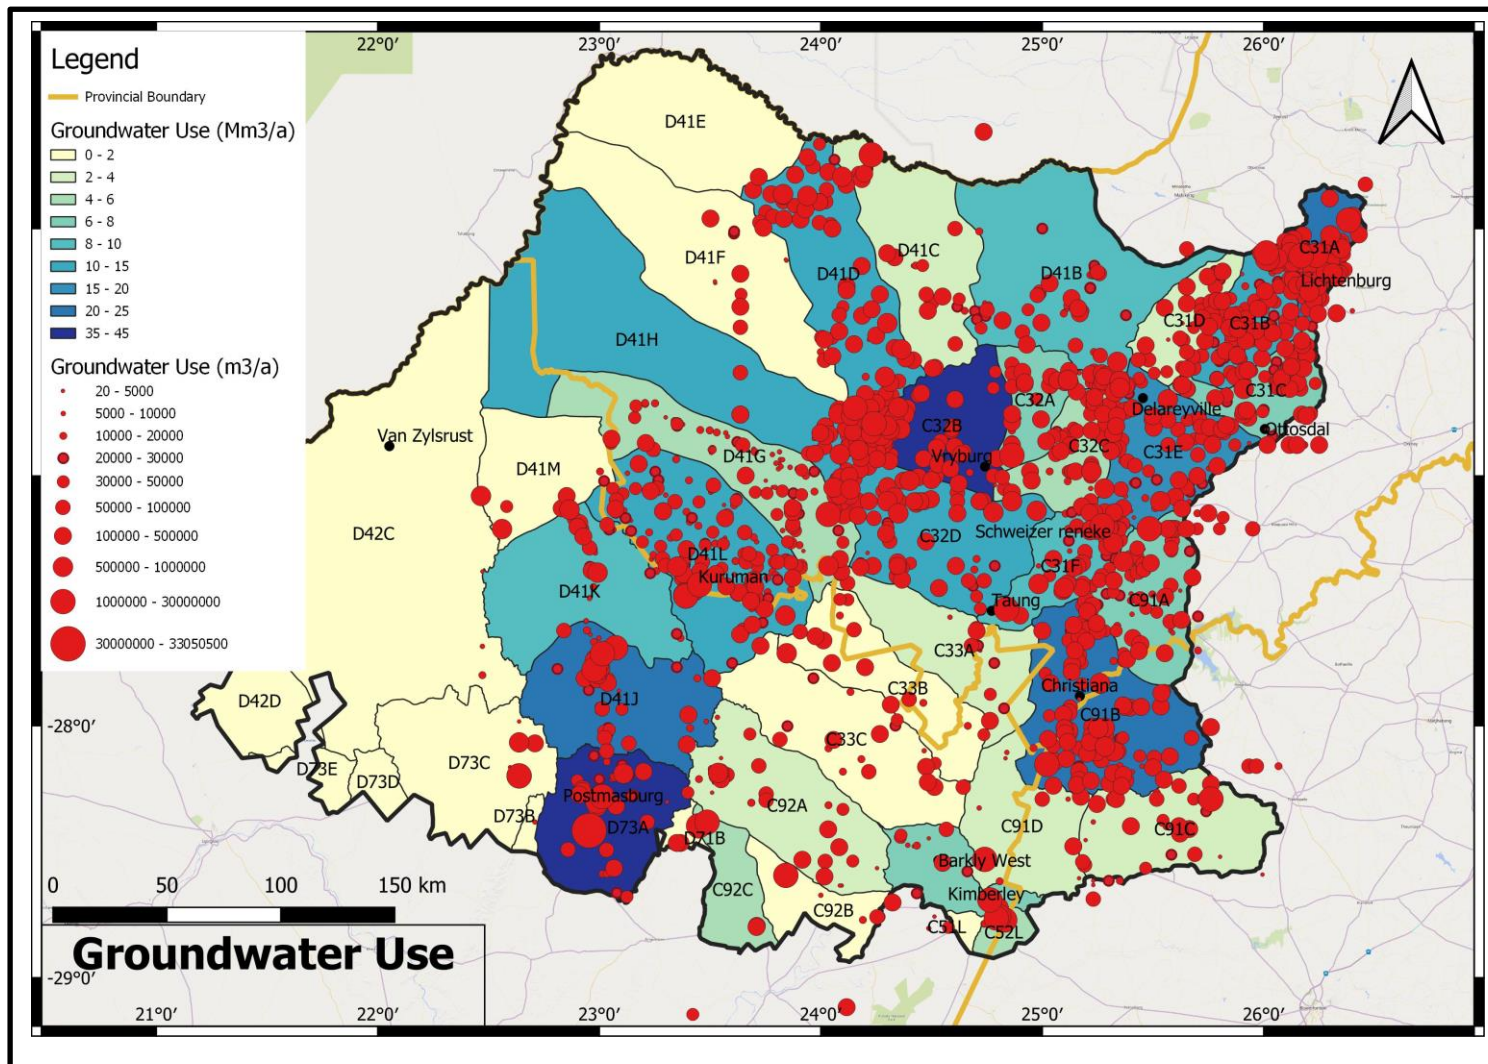 22°0'
23°0'
24°0'
25°0'
26°0'
Legend
Provincial Boundary
Groundwater Use (Mm3/a)
0 - 2
2 - 4
4 - 6
6 - 8
8 - 10
10 - 15
15 - 20
20 - 25
35 - 45
Groundwater Use (m3/a)
20 - 5000
5000 - 10000
10000 - 20000
20000 - 30000
30000 - 50000
50000 - 100000
100000 - 500000
500000 - 1000000
1000000 - 30000000
30000000 - 33050500
D41E
D41F
D41C
D41D
D41B
C31A
Lichtenburg
C31D
C31B
D41H
C31C
C32A
Delareyville
Ottosdal
C32B
Van Zylsrust
C32C
C31E
D41G
Vryburg
D41M
D42C
C32D
Schweizer reneke
D41L
Kuruman
C31F
D41K
Taung
C91A
C33A
C33B
Christiana
D42D
D41J
C91B
-28°0'
C33C
D73E
D73D
D73C
Postmasburg
C92A
D73B
D73A
D71B
C91D
C91C
Barkly West
Kimberley
C92C
C92B
C51L
C52L
0
50
100
150 km
Groundwater Use
-29°0'
21°0'
22°0'
23°0'
24°0'
25°0'
26°0'